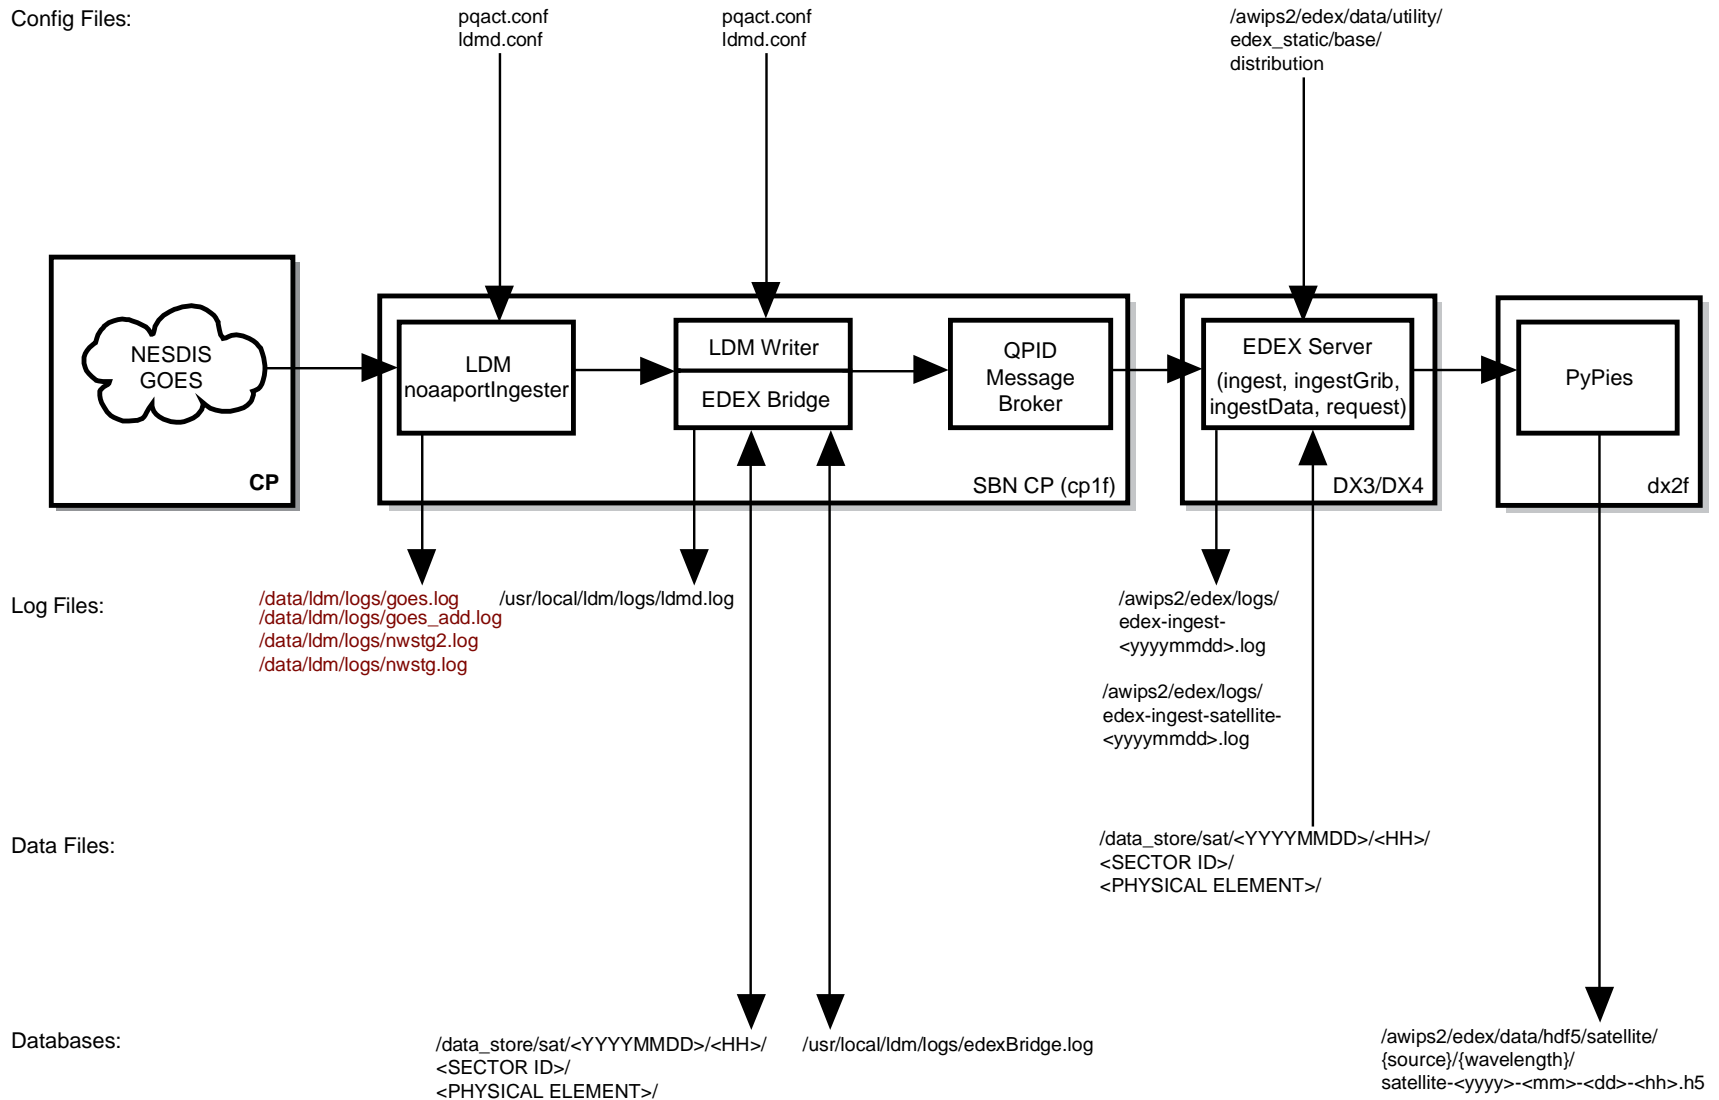 Config Files:
pqact.conf
ldmd.conf
pqact.conf
ldmd.conf
/awips2/edex/data/utility/
edex_static/base/
distribution
NESDIS
GOES
CP
LDM
noaaportIngester
LDM Writer
EDEX Bridge
QPID
Message
Broker
SBN CP (cp1f)
EDEX Server
(ingest, ingestGrib,
ingestData, request)
DX3/DX4
PyPies
dx2f
Log Files:
/data/ldm/logs/goes.log
/data/ldm/logs/goes_add.log
/data/ldm/logs/nwstg2.log
/data/ldm/logs/nwstg.log
/usr/local/ldm/logs/ldmd.log
/awips2/edex/logs/
edex-ingest-
<yyyymmdd>.log
/awips2/edex/logs/
edex-ingest-satellite-
<yyyymmdd>.log
Data Files:
/data_store/sat/<YYYYMMDD>/<HH>/
<SECTOR ID>/
<PHYSICAL ELEMENT>/
Databases:
/data_store/sat/<YYYYMMDD>/<HH>/
<SECTOR ID>/
<PHYSICAL ELEMENT>/
/usr/local/ldm/logs/edexBridge.log
/awips2/edex/data/hdf5/satellite/
{source}/{wavelength}/
satellite-<yyyy>-<mm>-<dd>-<hh>.h5